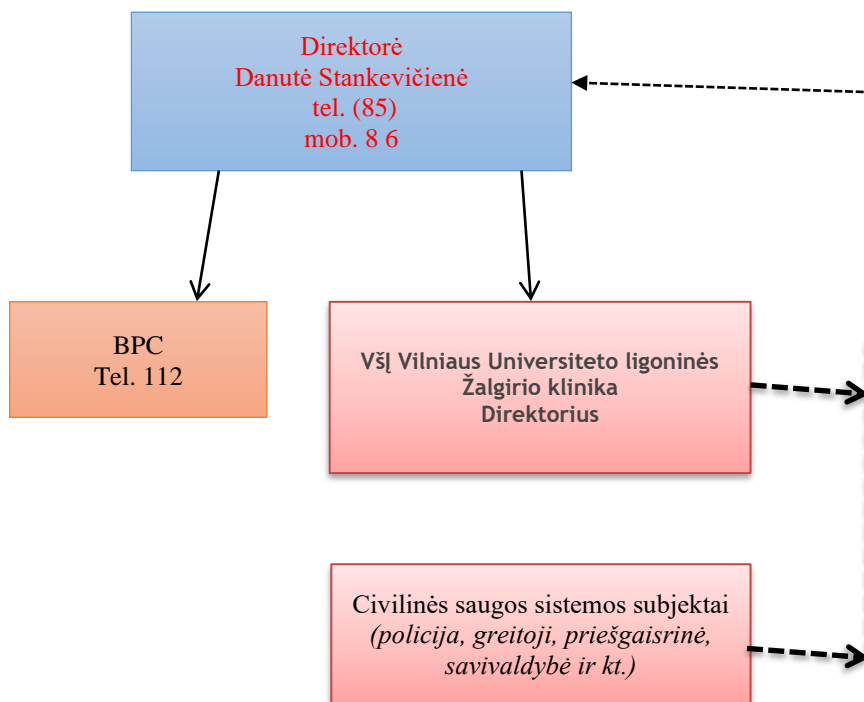 Direktorė
Danutė Stankevičienė
tel. (85)
mob. 8 6
BPC
Tel. 112
VšĮ Vilniaus Universiteto ligoninės
Žalgirio klinika
Direktorius
Civilinės saugos sistemos subjektai
(policija, greitoji, priešgaisrinė,
savivaldybė ir kt.)